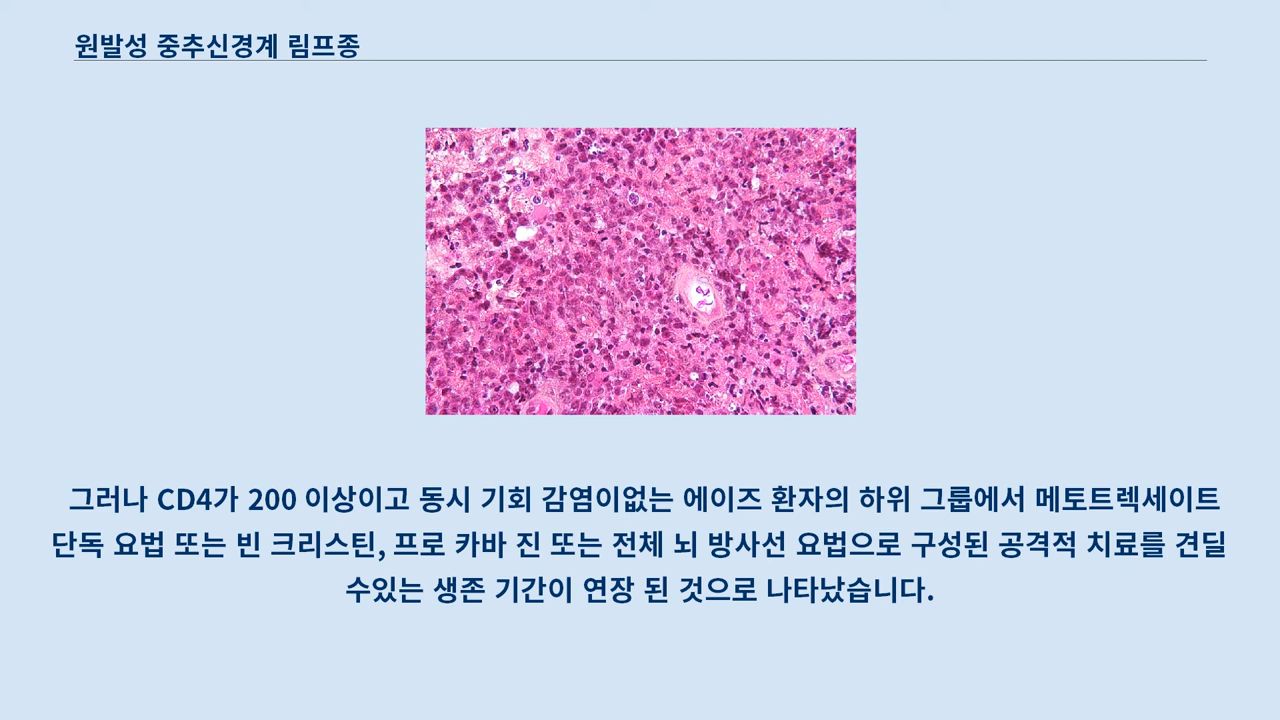 원발성 중추신경계 림프종
그러나 CD4가 200 이상이고 동시 기회 감염이없는 에이즈 환자의 하위 그룹에서 메토트렉세이트
단독 요법 또는 빈 크리스틴, 프로 카바 진 또는 전체 뇌 방사선 요법으로 구성된 공격적 치료를 견딜
수있는 생존 기간이 연장 된 것으로 나타났습니다.